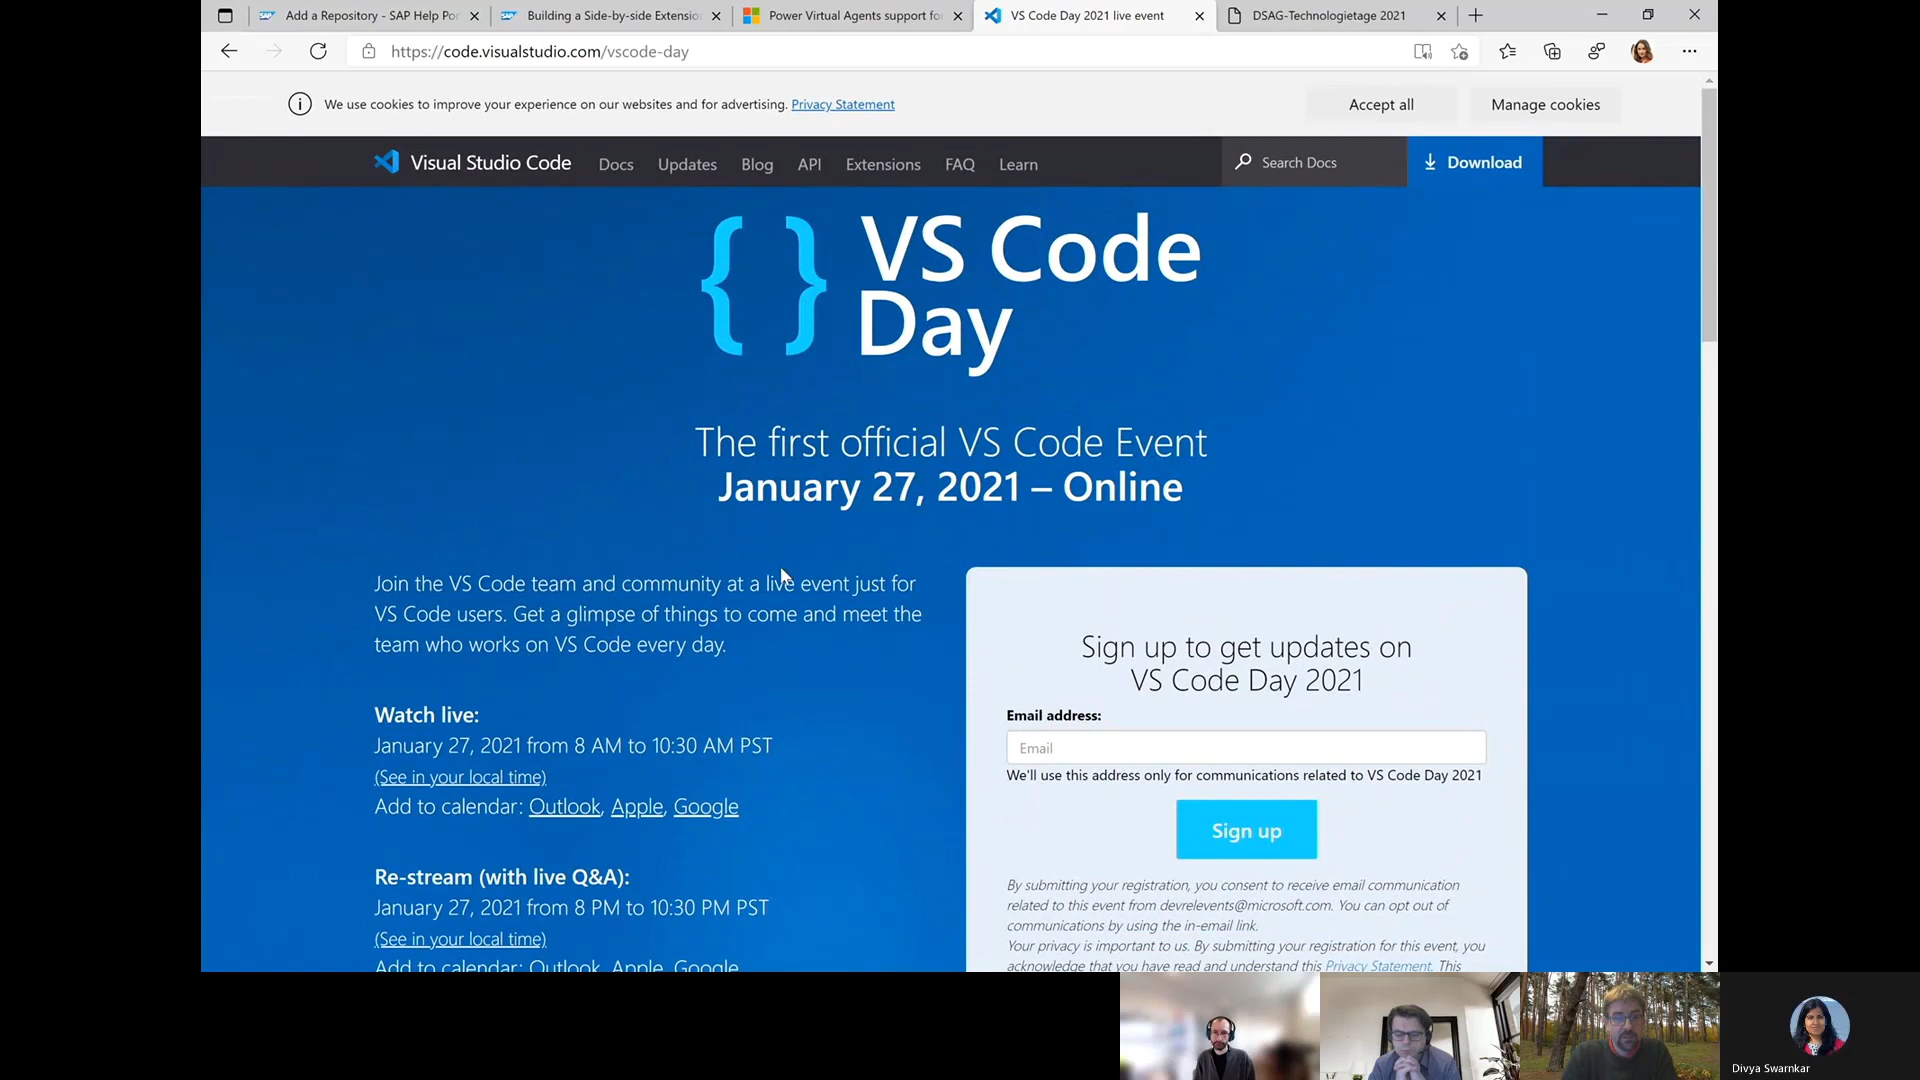 Add a Repository - SAP Help Por
Building a Side-by-side Extensio
Power Virtual Agents support fo
VS Code Day 2021 live event
DSAG-Technologietage 2021
https://code.visualstudio.com/vscode-day
We use cookies to improve your experience on our websites and for advertising. Privacy Statement
Accept all
Manage cookies
Visual Studio Code
Docs
Updates
Blog
API
Extensions
FAQ
Learn
Search Docs
Download
{ } VS Code
Day
The first official VS Code Event
January 27, 2021 – Online
Join the VS Code team and community at a live event just for
VS Code users. Get a glimpse of things to come and meet the
team who works on VS Code every day.
Watch live:
January 27, 2021 from 8 AM to 10:30 AM PST
(See in your local time)
Add to calendar: Outlook, Apple, Google
Re-stream (with live Q&A):
January 27, 2021 from 8 PM to 10:30 PM PST
(See in your local time)
Add to calendar: Outlook, Apple, Google
Sign up to get updates on
VS Code Day 2021
Email address:
Email
We'll use this address only for communications related to VS Code Day 2021
Sign up
By submitting your registration, you consent to receive email communication
related to this event from devrelevents@microsoft.com. You can opt out of
communications by using the in-email link.
Your privacy is important to us. By submitting your registration for this event, you
acknowledge that you have read and understand this Privacy Statement. This
Divya Swarnkar